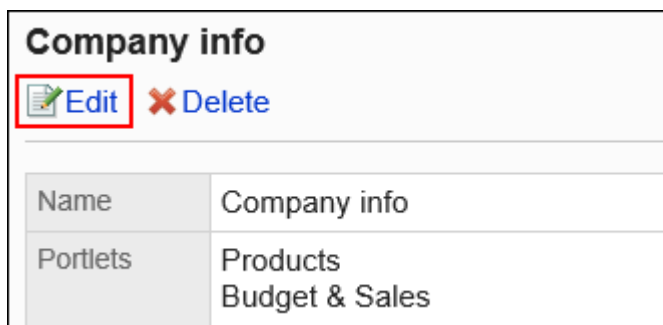 Company info
Edit Delete
Name Company info
Portlets Products
Budget & Sales